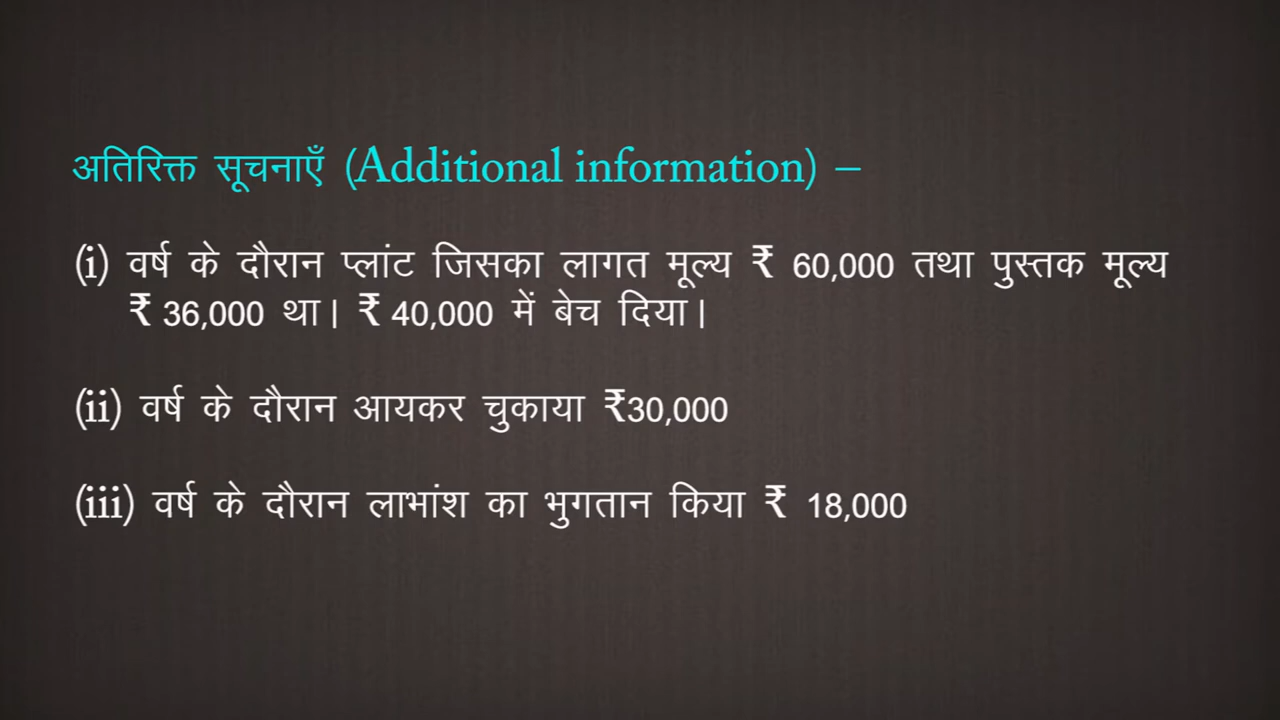 अतिरिक्त सूचनाएँ (Additional information) –
(i) वर्ष के दौरान प्लांट जिसका लागत मूल्य ₹ 60,000 तथा पुस्तक मूल्य
₹ 36,000 था। ₹ 40,000 में बेच दिया।
(ii) वर्ष के दौरान आयकर चुकाया ₹30,000
(iii) वर्ष के दौरान लाभांश का भुगतान किया ₹ 18,000